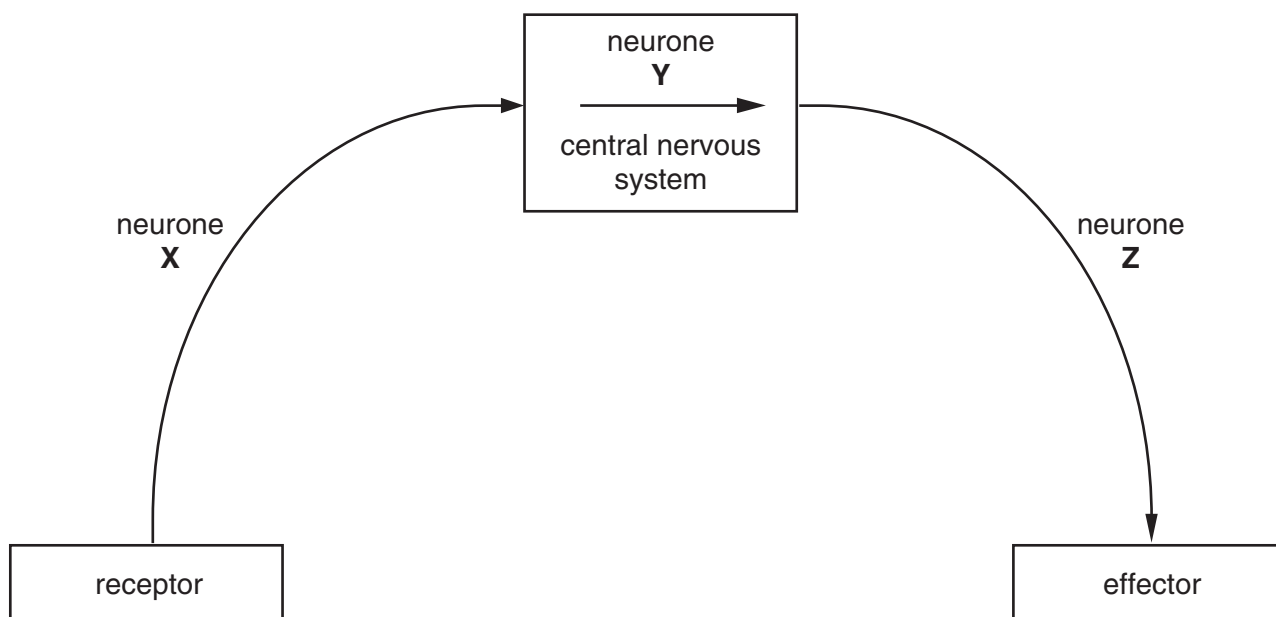 neurone
Y
central nervous
system
neurone
X
neurone
Z
receptor
effector